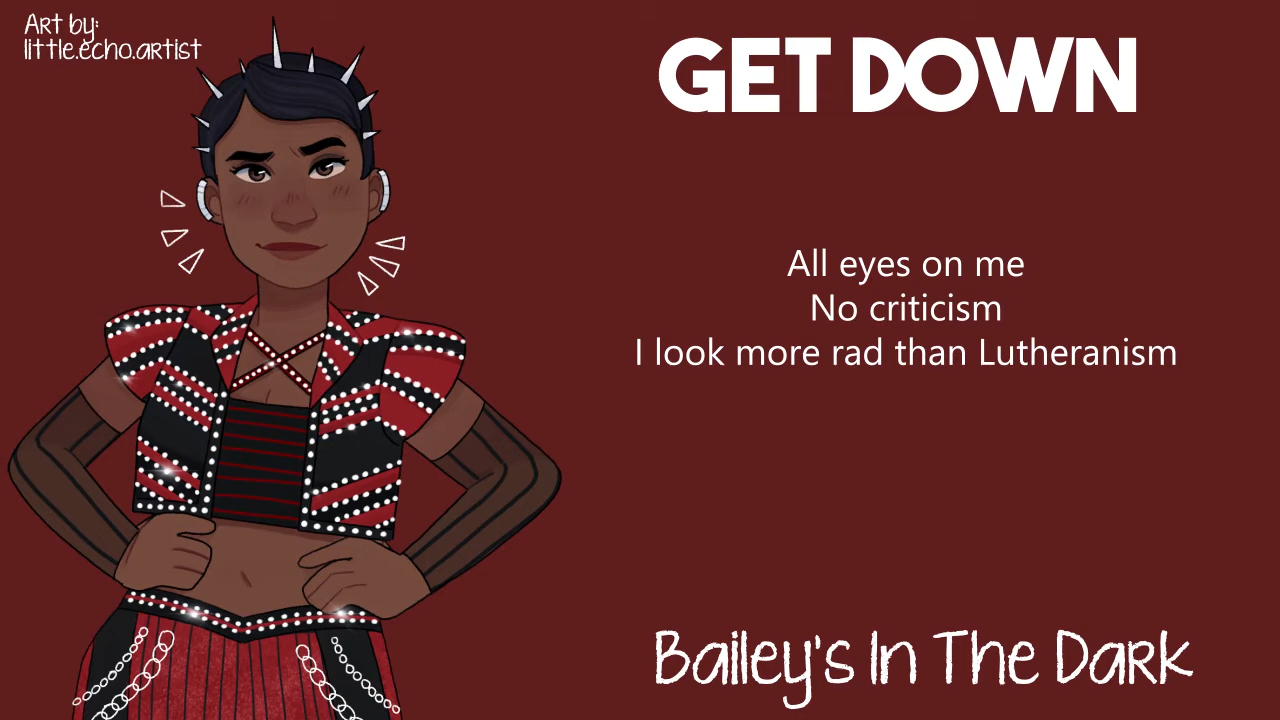 Art by:
little.echo.artist
GET DOWN
All eyes on me
No criticism
I look more rad than Lutheranism
Bailey's In The Dark